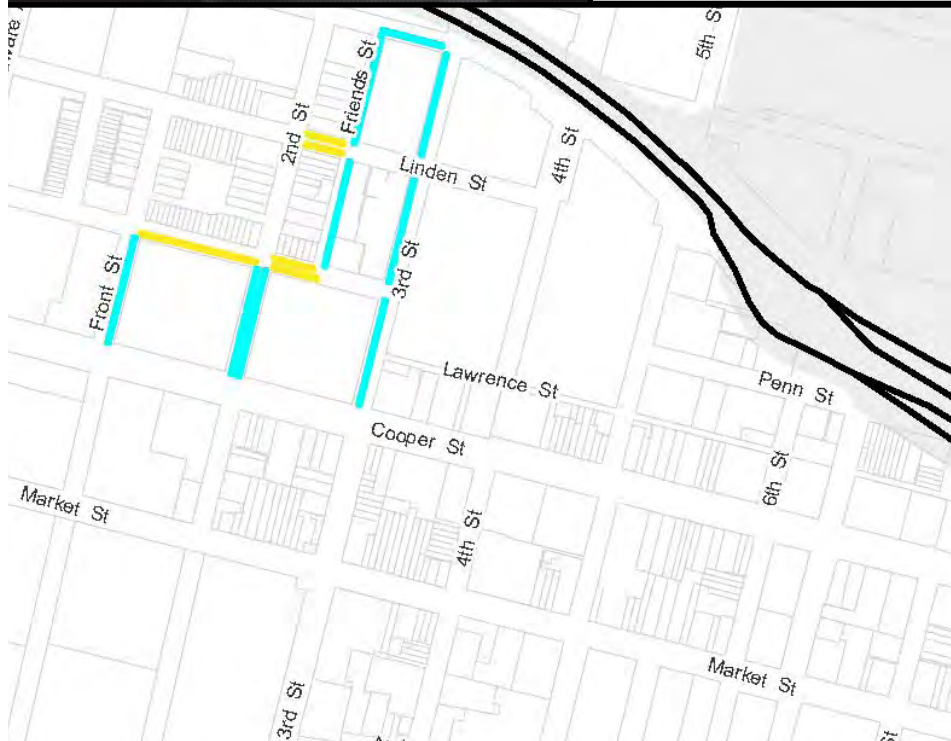 5th St
Friends St
2nd St
4th St
Linden St
3rd St
Front St
Lawrence St
Penn St
Cooper St
6th St
Market St
4th St
Market St
3rd St
St